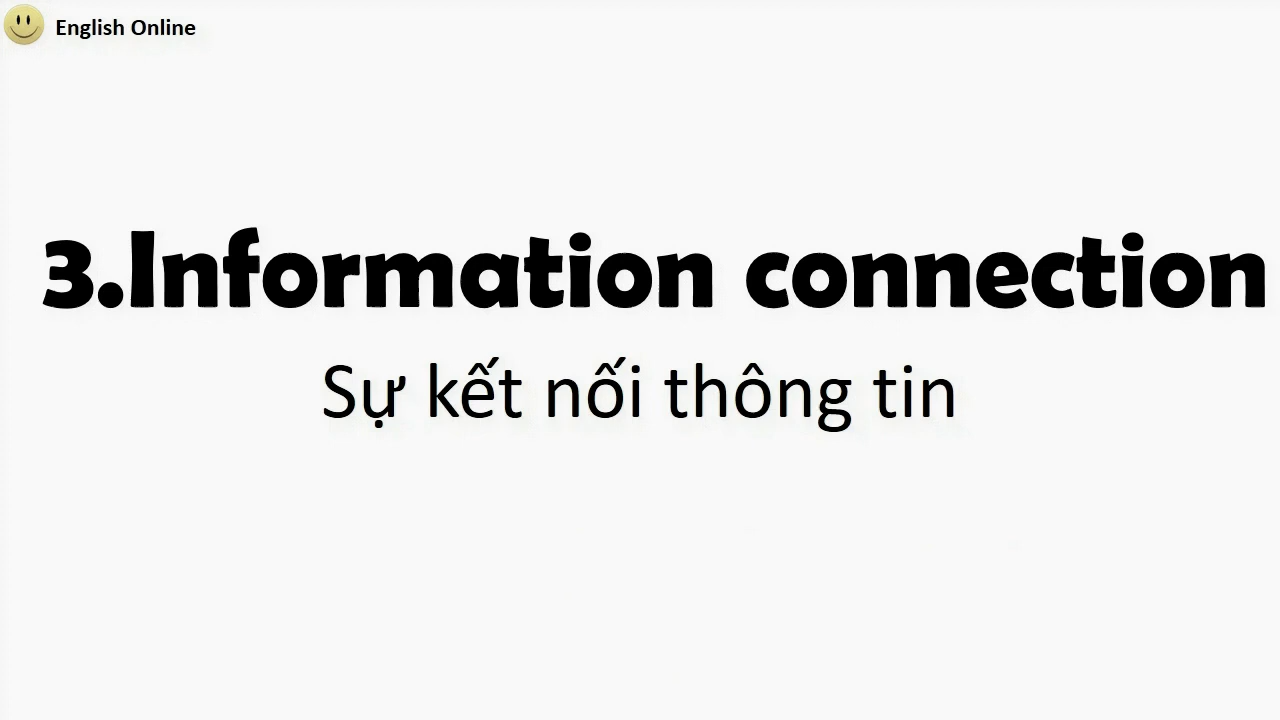 English Online
3.Information connection
Sự kết nối thông tin